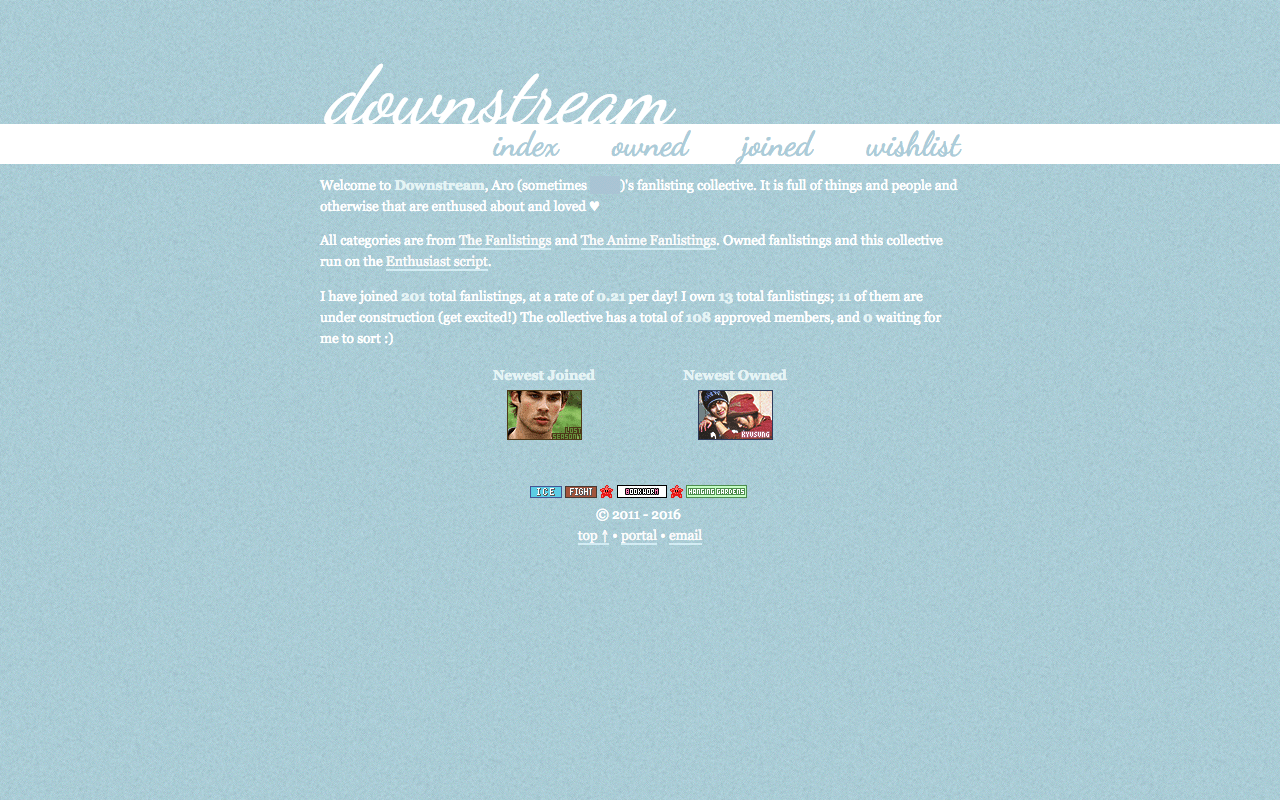 downstream
index owned joined wishlist
Welcome to Downstream, Aro (sometimes )'s fanlisting collective. It is full of things and people and
otherwise that are enthused about and loved ♥
All categories are from The Fanlistings and The Anime Fanlistings. Owned fanlistings and this collective
run on the Enthusiast script.
I have joined 201 total fanlistings, at a rate of 0.21 per day! I own 13 total fanlistings; 11 of them are
under construction (get excited!) The collective has a total of 108 approved members, and 0 waiting for
me to sort :)
Newest Joined Newest Owned
LOST
SEASON 1
KYUSUNG
ICE FIGHT BOOKWORM HANGING GARDENS
© 2011 - 2016
top ↑ • portal • email